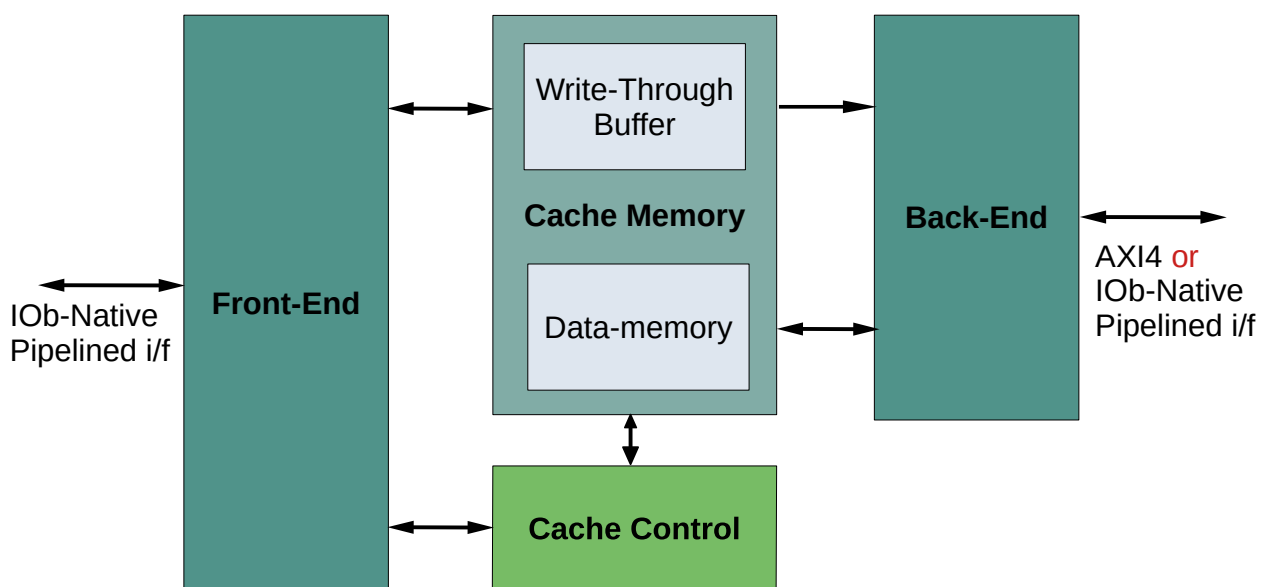 IOb-Native
Pipelined i/f
Front-End
Write-Through
Buffer
Cache Memory
Data-memory
Cache Control
Back-End
AXI4 or
IOb-Native
Pipelined i/f